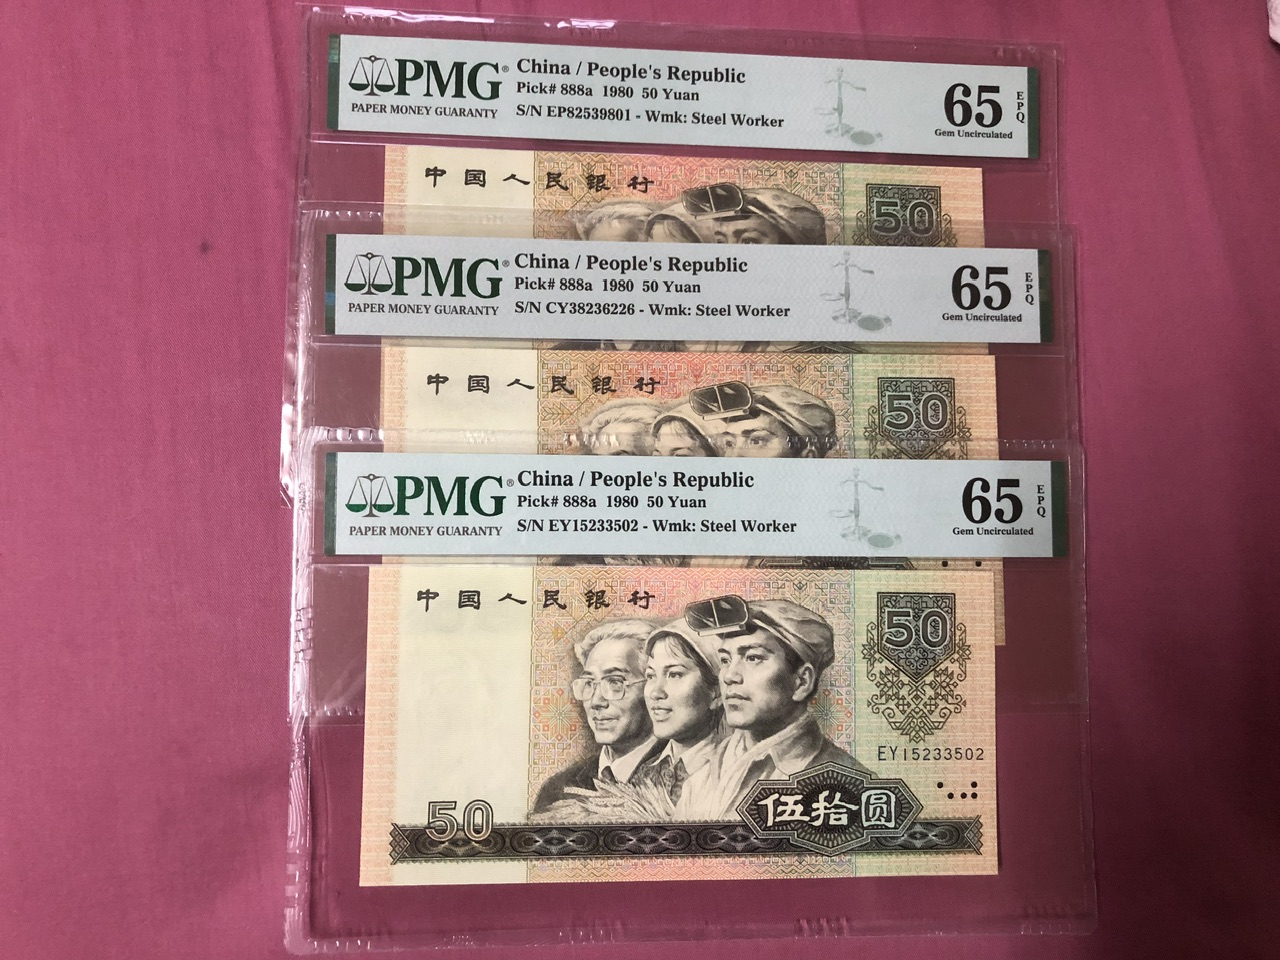 PMG®
PAPER MONEY GUARANTY
China / People's Republic
Pick# 888a 1980 50 Yuan
S/N EP82539801 - Wmk: Steel Worker
65 EPQ
Gem Uncirculated
中国人民银行
50
PMG®
PAPER MONEY GUARANTY
China / People's Republic
Pick# 888a 1980 50 Yuan
S/N CY38236226 - Wmk: Steel Worker
65 EPQ
Gem Uncirculated
中国人民银行
50
PMG®
PAPER MONEY GUARANTY
China / People's Republic
Pick# 888a 1980 50 Yuan
S/N EY15233502 - Wmk: Steel Worker
65 EPQ
Gem Uncirculated
中国人民银行
50
EY15233502
50
伍拾圆